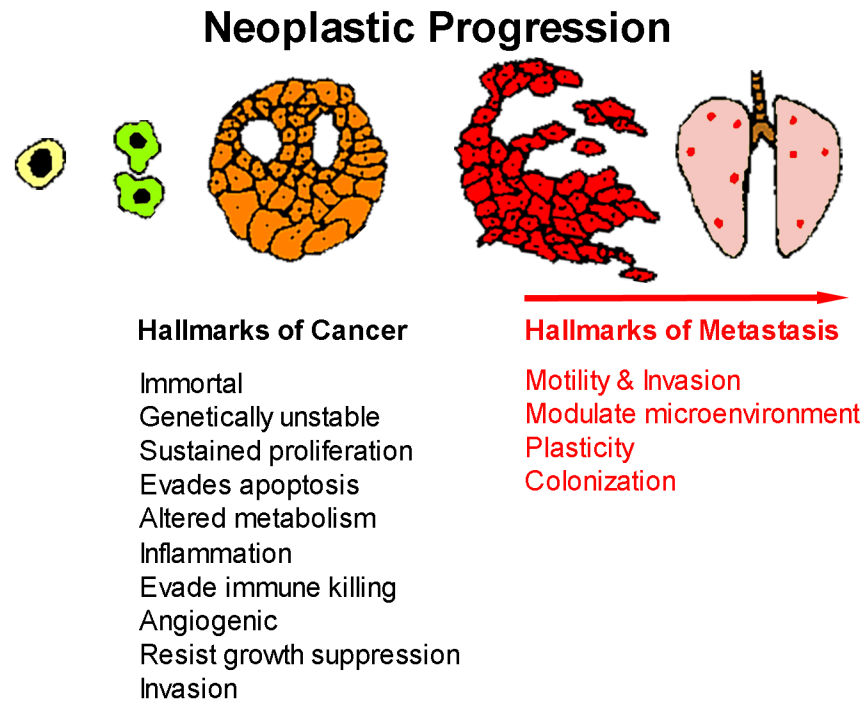 Neoplastic Progression
Hallmarks of Cancer
Immortal
Genetically unstable
Sustained proliferation
Evades apoptosis
Altered metabolism
Inflammation
Evade immune killing
Angiogenic
Resist growth suppression
Invasion
Hallmarks of Metastasis
Motility & Invasion
Modulate microenvironment
Plasticity
Colonization